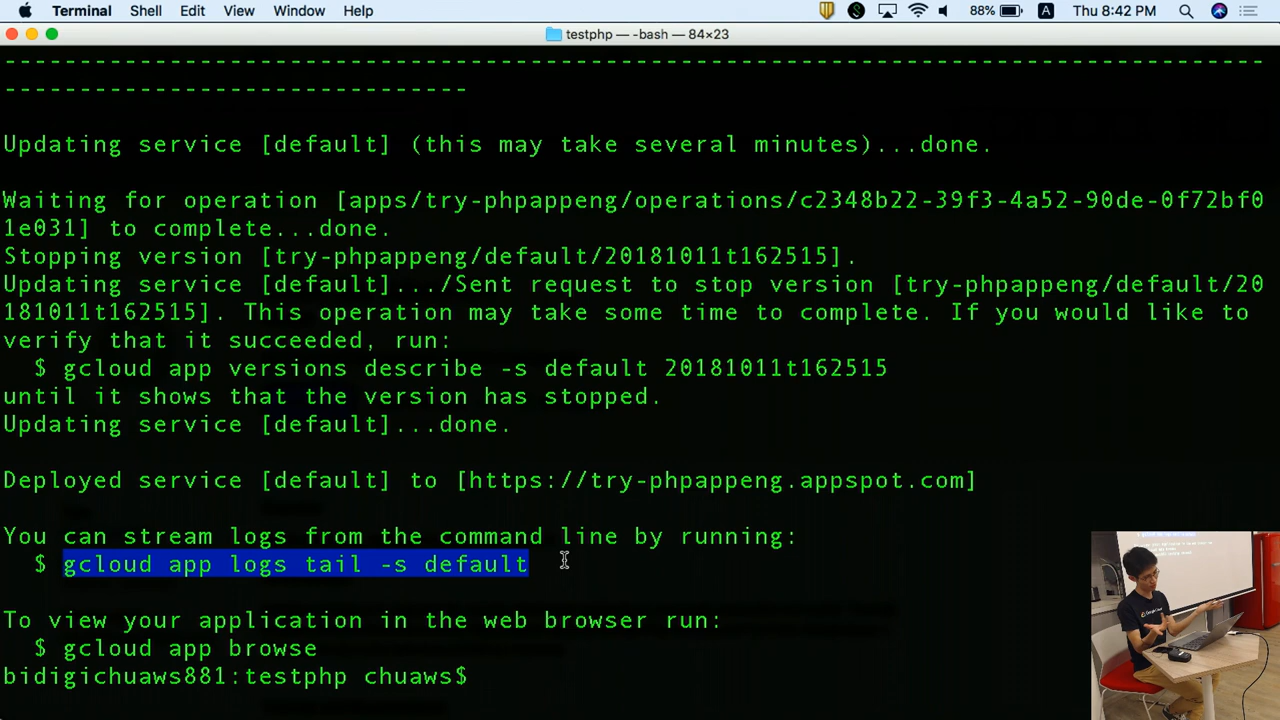 Terminal Shell Edit View Window Help 88% A Thu 8:42 PM
testphp — -bash — 84×23
------------------------------------------------------------------------------------
-------------------------------
Updating service [default] (this may take several minutes)...done.
Waiting for operation [apps/try-phpappeng/operations/c2348b22-39f3-4a52-90de-0f72bf0
1e031] to complete...done.
Stopping version [try-phpappeng/default/20181011t162515].
Updating service [default].../Sent request to stop version [try-phpappeng/default/20
181011t162515]. This operation may take some time to complete. If you would like to
verify that it succeeded, run:
$ gcloud app versions describe -s default 20181011t162515
until it shows that the version has stopped.
Updating service [default]...done.
Deployed service [default] to [https://try-phpappeng.appspot.com]
You can stream logs from the command line by running:
$ gcloud app logs tail -s default
To view your application in the web browser run:
$ gcloud app browse
bidigichuaws881:testphp chuaws$